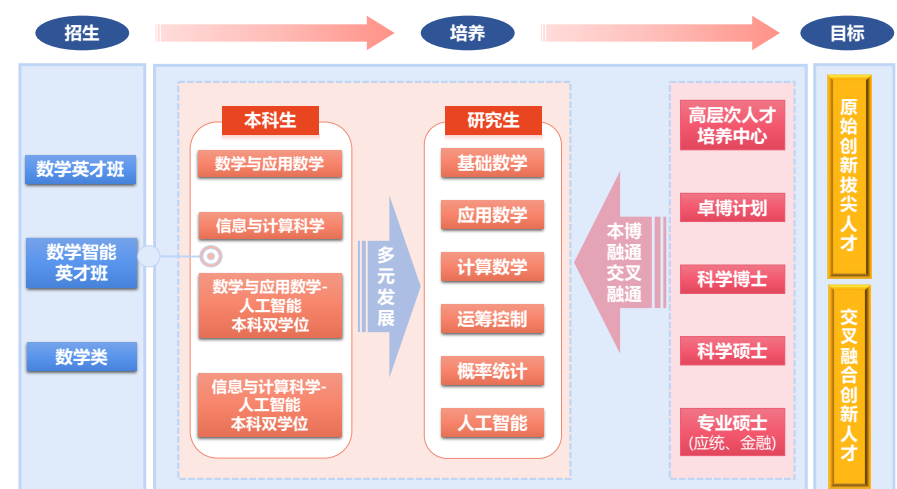 招生
培养
目标
数学英才班
数学智能
英才班
数学类
本科生
数学与应用数学
信息与计算科学
数学与应用数学-
人工智能
本科双学位
信息与计算科学-
人工智能
本科双学位
多元发展
研究生
基础数学
应用数学
计算数学
运筹控制
概率统计
人工智能
本博
融通
交叉
融通
高层次人才
培养中心
卓博计划
科学博士
科学硕士
专业硕士
(应统、金融)
原始创新拔尖人才
交叉融合创新人才